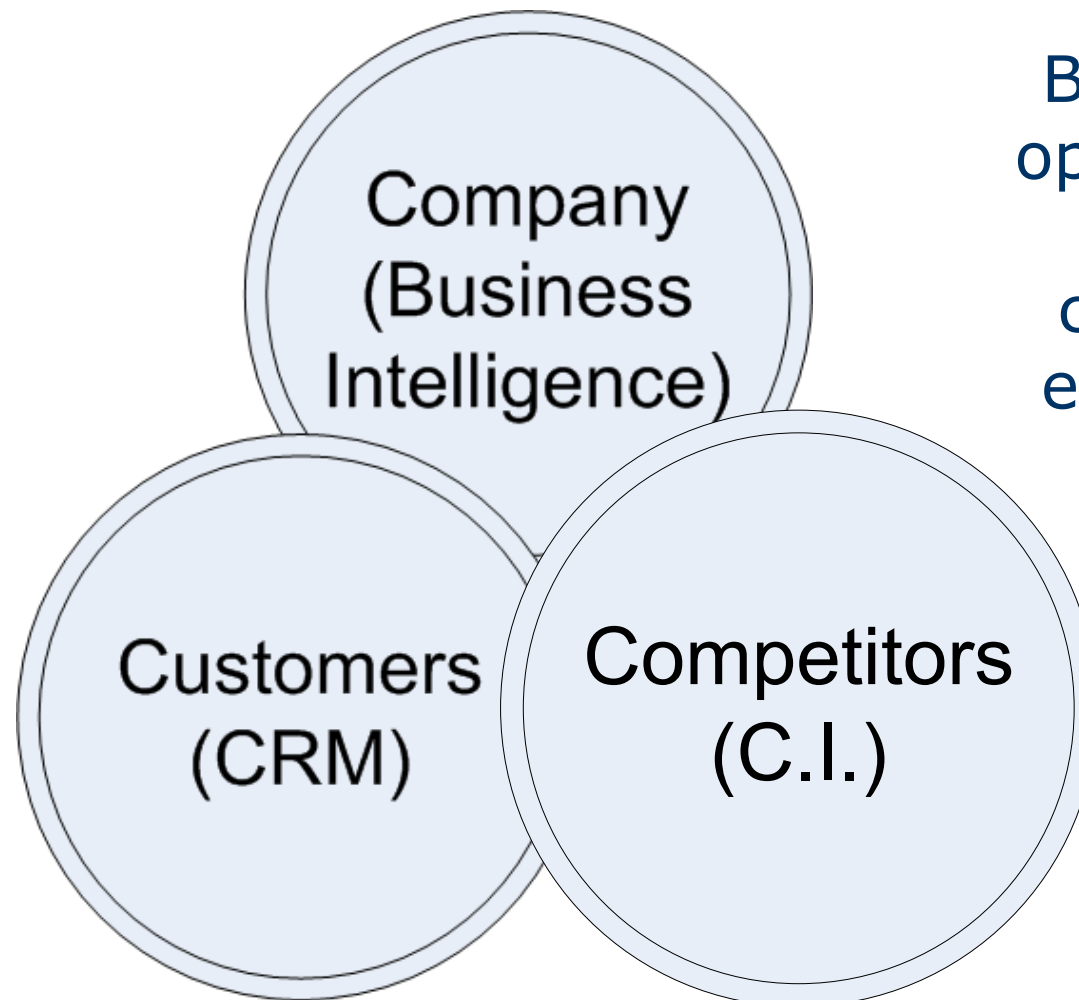 Company
(Business
Intelligence)
Customers
(CRM)
Competitors
(C.I.)